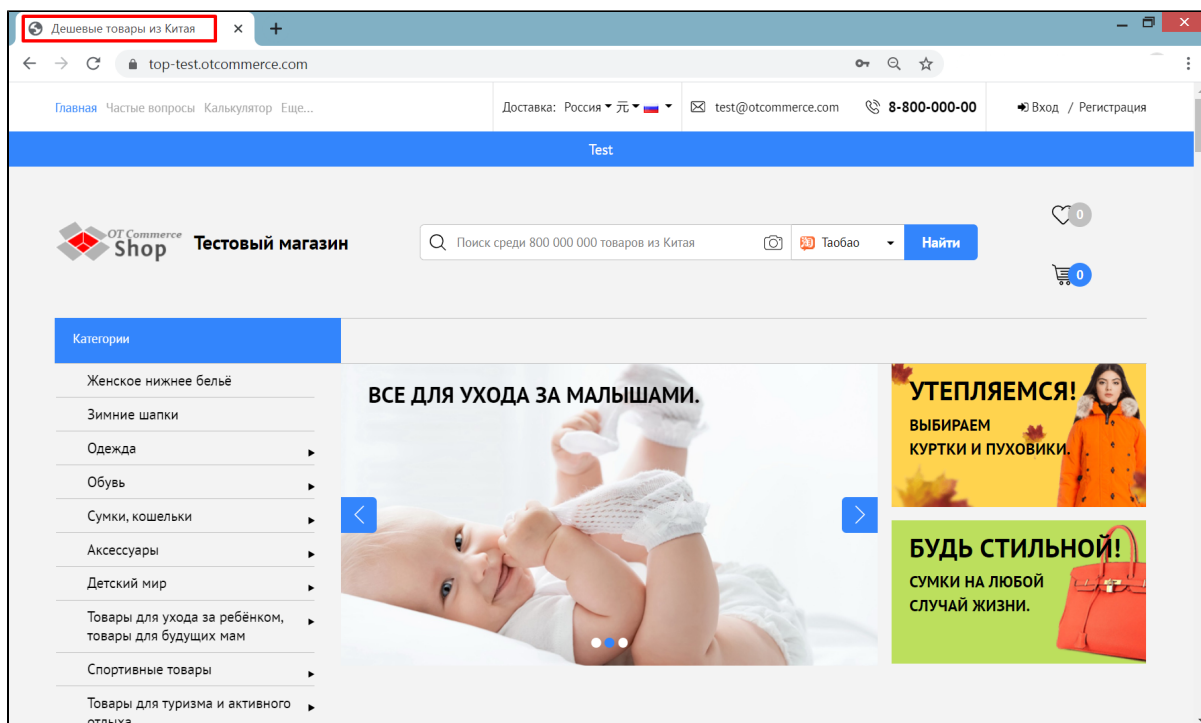 Дешевые товары из Китая
top-test.otcommerce.com
Главная Частые вопросы Калькулятор Еще...
Доставка: Россия 元
test@otcommerce.com
8-800-000-00
Вход / Регистрация
Test
OT Commerce
Shop
Тестовый магазин
Поиск среди 800 000 000 товаров из Китая
淘
Таобао
Найти
0
0
Категории
Женское нижнее бельё
Зимние шапки
Одежда
Обувь
Сумки, кошельки
Аксессуары
Детский мир
Товары для ухода за ребёнком,
товары для будущих мам
Спортивные товары
Товары для туризма и активного
отдыха
ВСЕ ДЛЯ УХОДА ЗА МАЛЫШАМИ.
УТЕПЛЯЕМСЯ!
ВЫБИРАЕМ
КУРТКИ И ПУХОВИКИ.
БУДЬ СТИЛЬНОЙ!
СУМКИ НА ЛЮБОЙ
СЛУЧАЙ ЖИЗНИ.